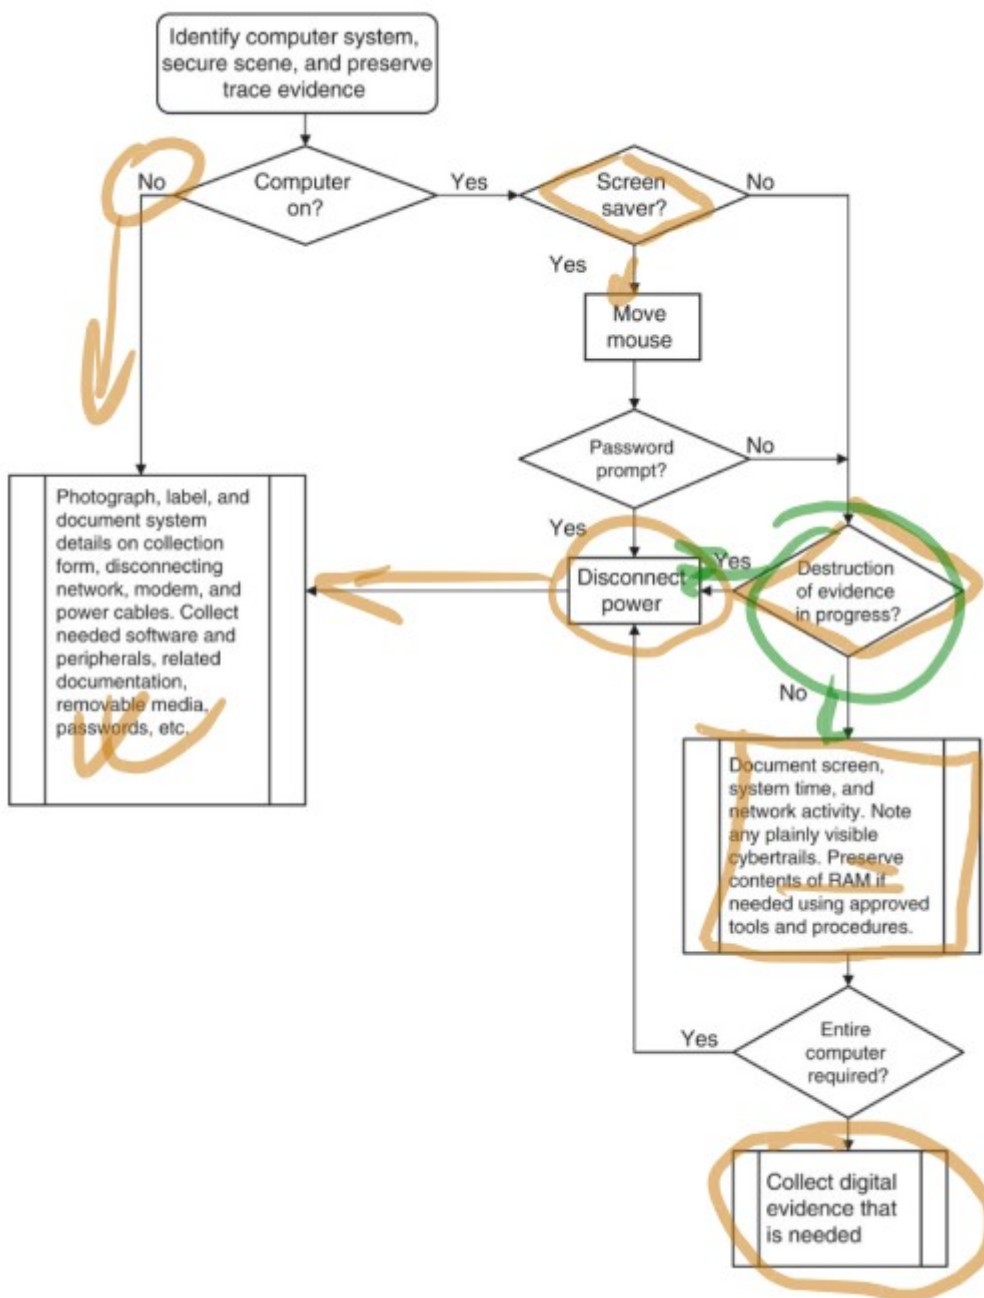 Identify computer system,
secure scene, and preserve
trace evidence
No
Computer
on?
Yes
Screen
saver?
No
Yes
Move
mouse
Password
prompt?
No
Yes
Photograph, label, and
document system
details on collection
form, disconnecting
network, modem, and
power cables. Collect
needed software and
peripherals, related
documentation,
removable media,
passwords, etc.
Disconnect
power
Yes
Destruction
of evidence
in progress?
No
Document screen,
system time, and
network activity. Note
any plainly visible
cybertrails. Preserve
contents of RAM if
needed using approved
tools and procedures.
Yes
Entire
computer
required?
Collect digital
evidence that
is needed